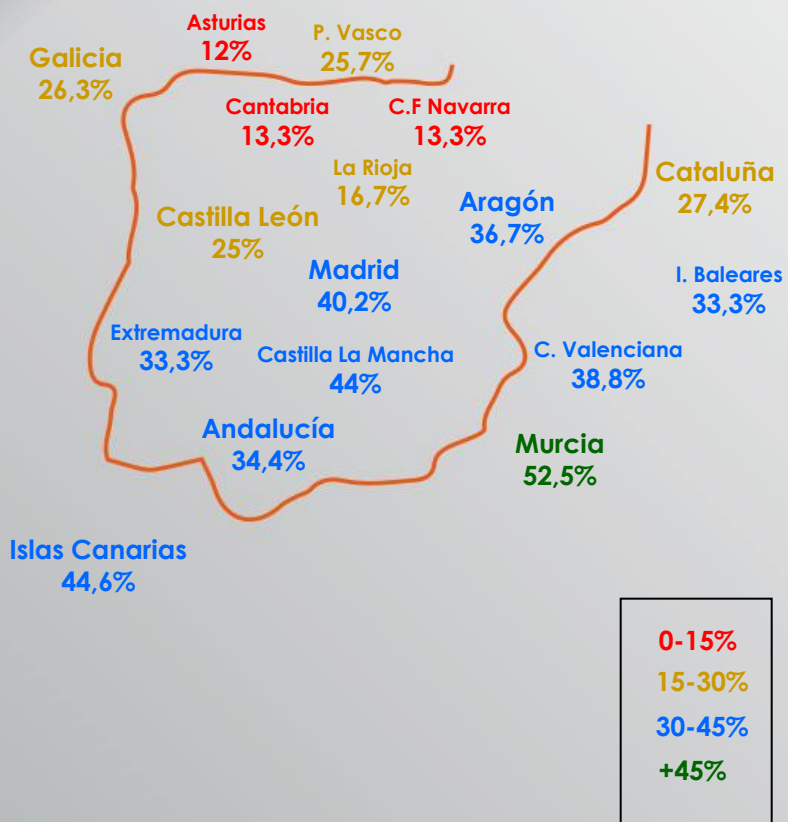 Asturias
12%
P. Vasco
25,7%
Galicia
26,3%
Cantabria
13,3%
C.F Navarra
13,3%
La Rioja
16,7%
Cataluña
27,4%
Aragón
36,7%
Castilla León
25%
Madrid
40,2%
I. Baleares
33,3%
Extremadura
33,3%
Castilla La Mancha
44%
C. Valenciana
38,8%
Andalucía
34,4%
Murcia
52,5%
Islas Canarias
44,6%
0-15%
15-30%
30-45%
+45%